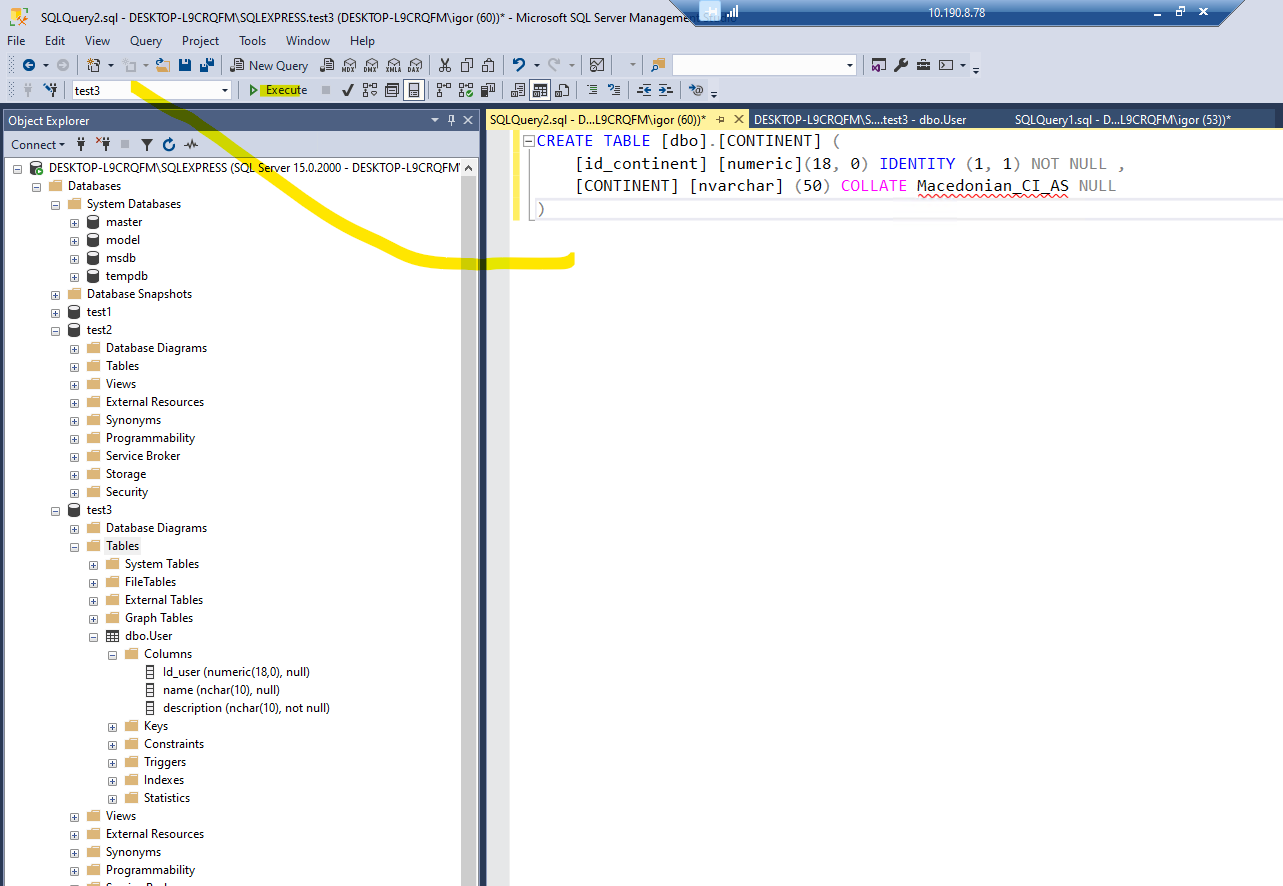 SQLQuery2.sql - DESKTOP-L9CRQFM\SQLEXPRESS.test3 (DESKTOP-L9CRQFM\igor (60))* - Microsoft SQL Server Management
10.190.8.78
File Edit View Query Project Tools Window Help
New Query MDX DMX XMLA DAX
test3 Execute
Object Explorer
SQLQuery2.sql - D...L9CRQFM\igor (60))* DESKTOP-L9CRQFM\S....test3 - dbo.User SQLQuery1.sql - D...L9CRQFM\igor (53))*
Connect
DESKTOP-L9CRQFM\SQLEXPRESS (SQL Server 15.0.2000 - DESKTOP-L9CRQFM\
Databases
System Databases
master
model
msdb
tempdb
Database Snapshots
test1
test2
Database Diagrams
Tables
Views
External Resources
Synonyms
Programmability
Service Broker
Storage
Security
test3
Database Diagrams
Tables
System Tables
FileTables
External Tables
Graph Tables
dbo.User
Columns
Id_user (numeric(18,0), null)
name (nchar(10), null)
description (nchar(10), not null)
Keys
Constraints
Triggers
Indexes
Statistics
Views
External Resources
Synonyms
Programmability
CREATE TABLE [dbo].[CONTINENT] (
[id_continent] [numeric](18, 0) IDENTITY (1, 1) NOT NULL ,
[CONTINENT] [nvarchar] (50) COLLATE Macedonian_CI_AS NULL
)